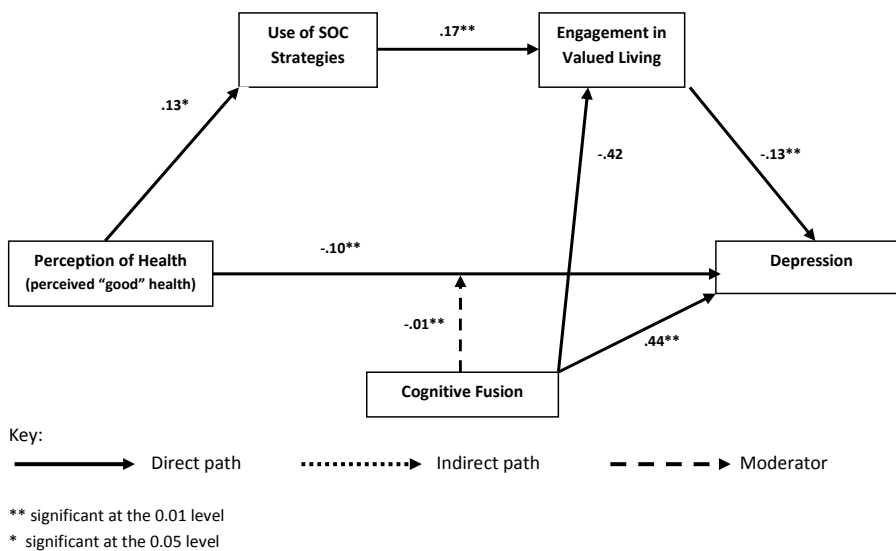 Use of SOC
Strategies
.17**
Engagement in
Valued Living
.13*
-.42
-.13**
Perception of Health
(perceived “good” health)
-.10**
Depression
-.01**
.44**
Cognitive Fusion
Key:
Direct path
Indirect path
Moderator
** significant at the 0.01 level
* significant at the 0.05 level